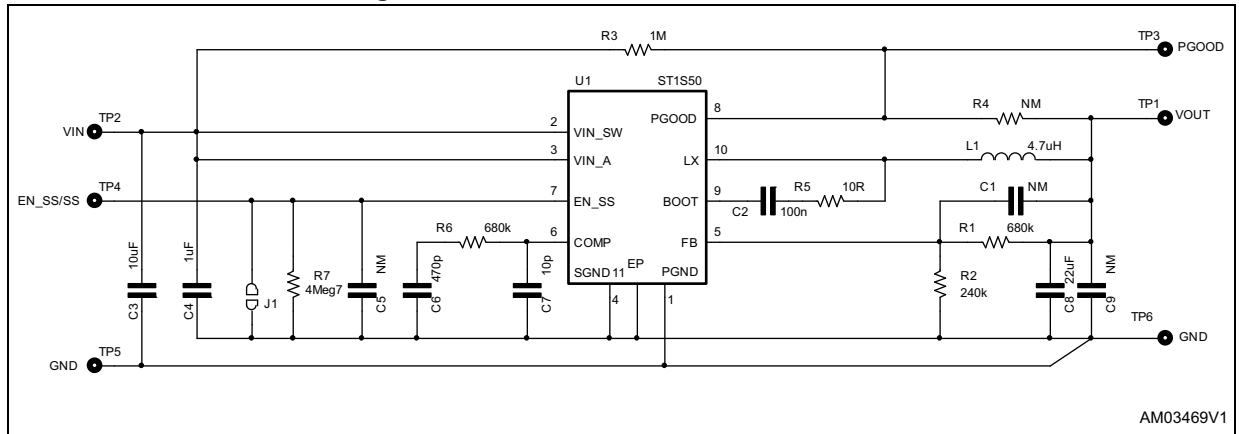 R3 1M
TP3
PGOOD
U1 ST1S50
TP2
VIN
2 VIN_SW
PGOOD 8
R4 NM
TP1
VOUT
3 VIN_A
LX 10
L1 4.7uH
TP4
EN_SS/SS
7 EN_SS
BOOT 9
C2 100n
R5 10R
C1 NM
R6 680k
6 COMP
FB 5
R1 680k
10uF
C3
1uF
C4
J1
R7
4Meg7
NM
C5
470p
C6
10p
C7
SGND 11 EP PGND
4 1
R2
240k
22uF
C8
NM
C9
TP6
GND
TP5
GND
AM03469V1